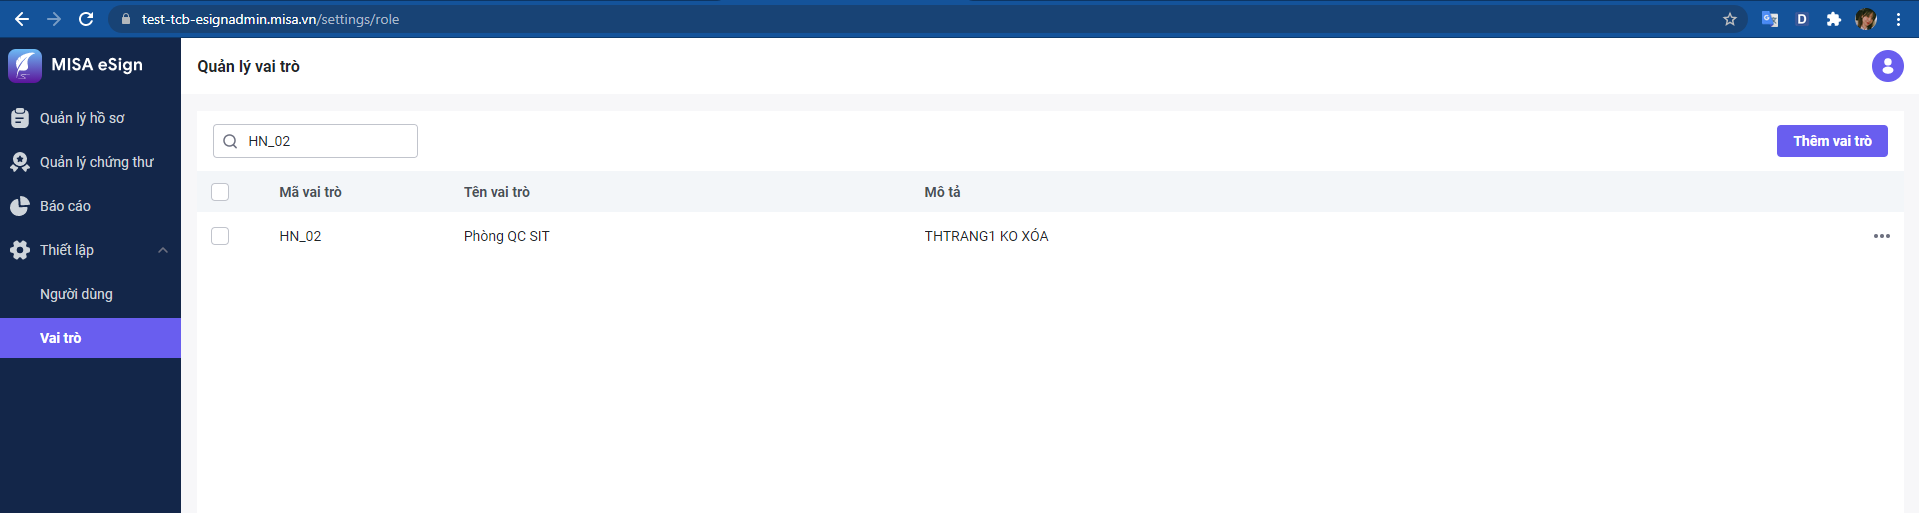 test-tcb-esignadmin.misa.vn/settings/role
D
MISA eSign
Quản lý vai trò
Quản lý hồ sơ
Quản lý chứng thư
Báo cáo
Thiết lập
Người dùng
Vai trò
HN_02
Thêm vai trò
Mã vai trò Tên vai trò Mô tả
HN_02 Phòng QC SIT THTRANG1 KO XÓA